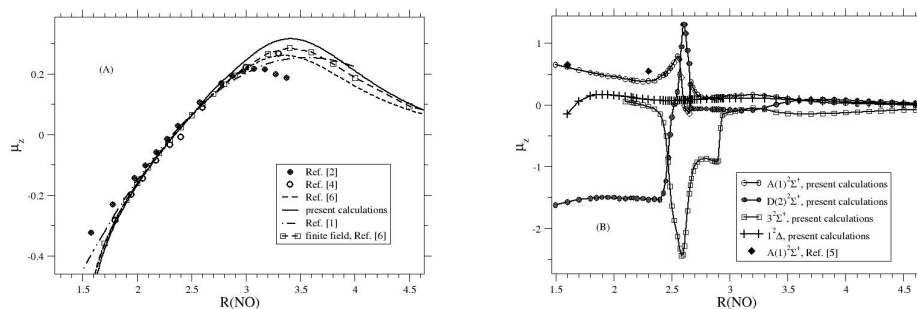 (A)
0.2
0
-0.2
-0.4
μz
Ref. [2]
Ref. [4]
Ref. [6]
present calculations
Ref. [1]
finite field, Ref. [6]
1.5 2 2.5 3 3.5 4 4.5
R(NO)
1
0
-1
-2
μz
(B)
A(1)²Σ⁺, present calculations
D(2)²Σ⁺, present calculations
3²Σ⁺, present calculations
1²Δ, present calculations
A(1)²Σ⁺, Ref. [5]
1.5 2 2.5 3 3.5 4 4.5
R(NO)